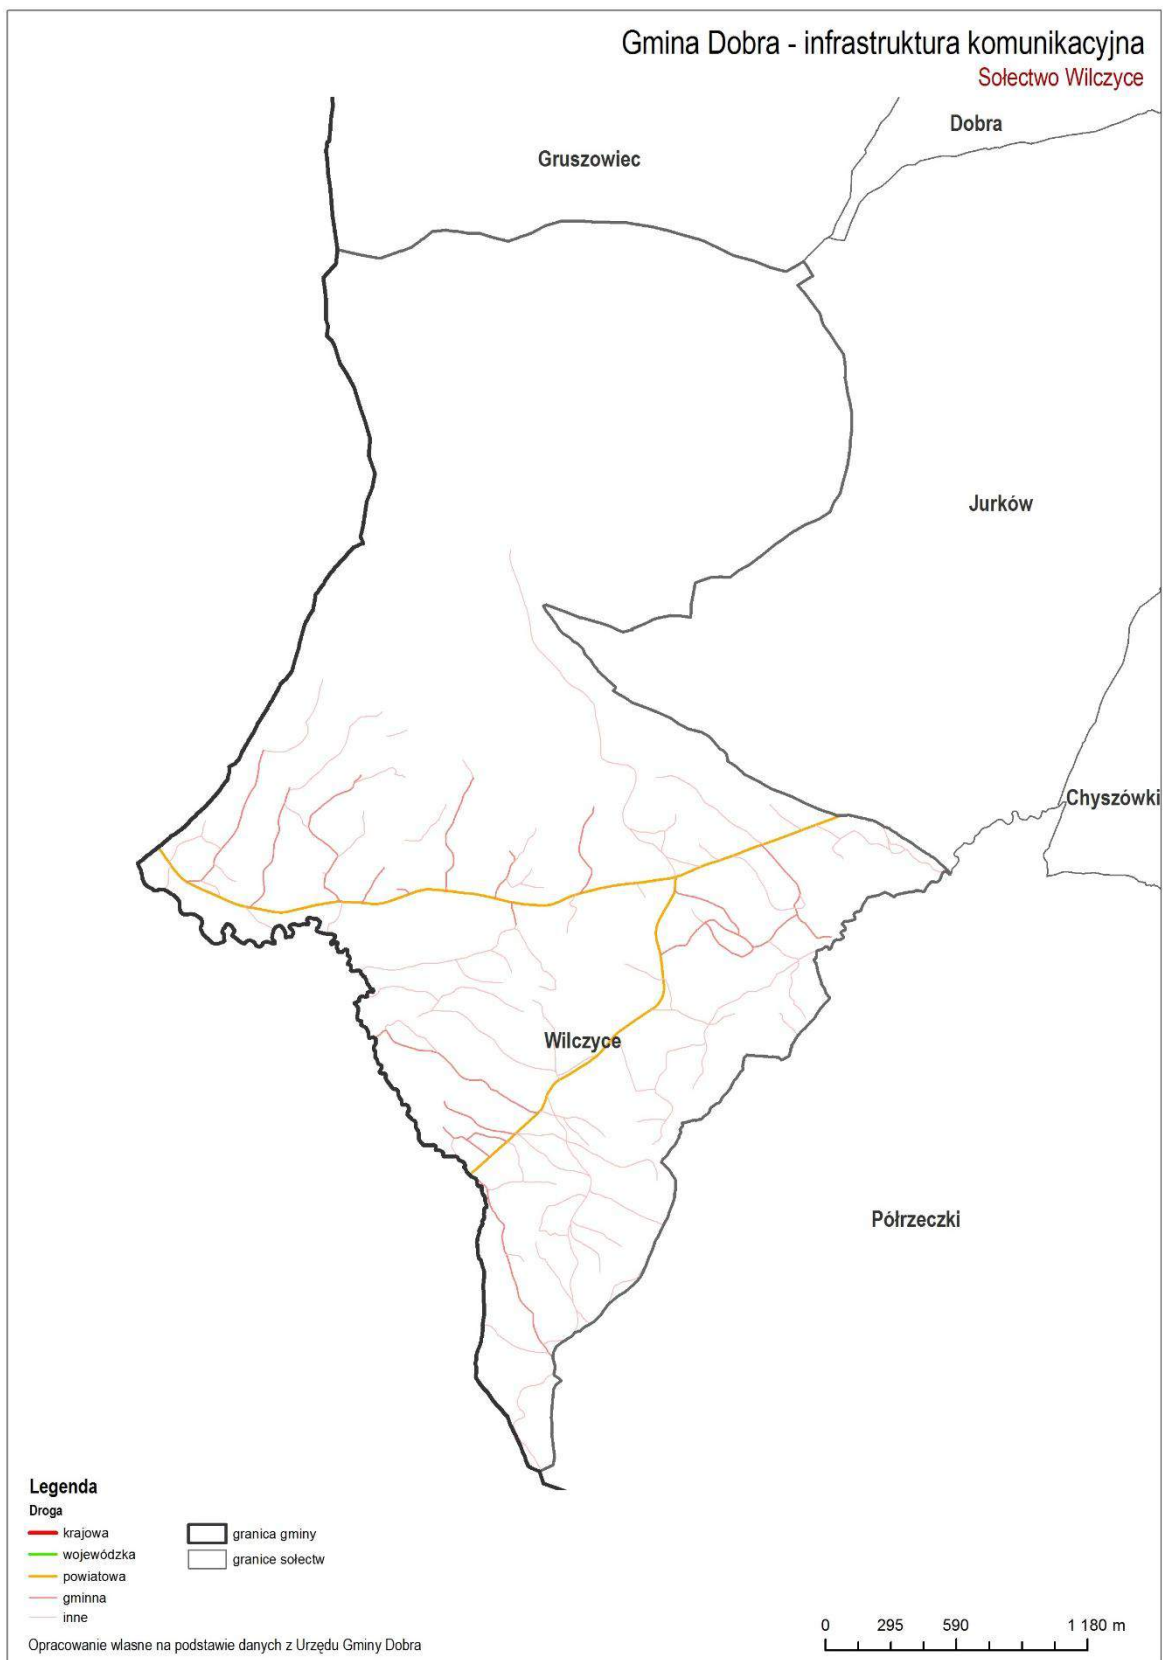 Gmina Dobra - infrastruktura komunikacyjna
Sołectwo Wilczyce
Dobra
Gruszowiec
Jurków
Chyszówki
Wilczyce
Półrzeczki
Legenda
Droga
krajowa
wojewódzka
powiatowa
gminna
inne
granica gminy
granice sołectw
0 295 590 1 180 m
Opracowanie własne na podstawie danych z Urzędu Gminy Dobra